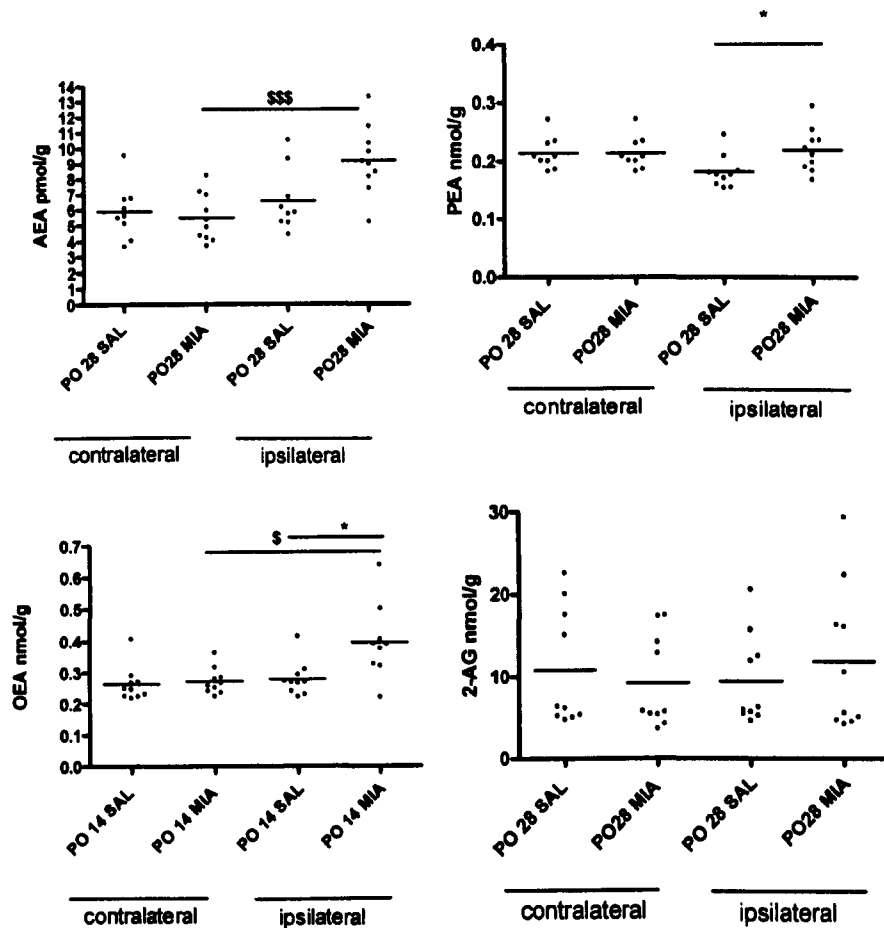 AEA pmol/g
14
13
12
11
10
9
8
7
6
5
4
3
2
1
0
$$$
PO 28 SAL
PO28 MIA
PO 28 SAL
PO28 MIA
contralateral
ipsilateral
*
PEA nmol/g
0.4
0.3
0.2
0.1
0.0
PO 28 SAL
PO28 MIA
PO 28 SAL
PO28 MIA
contralateral
ipsilateral
OEA nmol/g
0.7
0.6
0.5
0.4
0.3
0.2
0.1
0.0
$
*
PO 14 SAL
PO 14 MIA
PO 14 SAL
PO 14 MIA
contralateral
ipsilateral
2-AG nmol/g
30
20
10
0
PO 28 SAL
PO28 MIA
PO 28 SAL
PO28 MIA
contralateral
ipsilateral